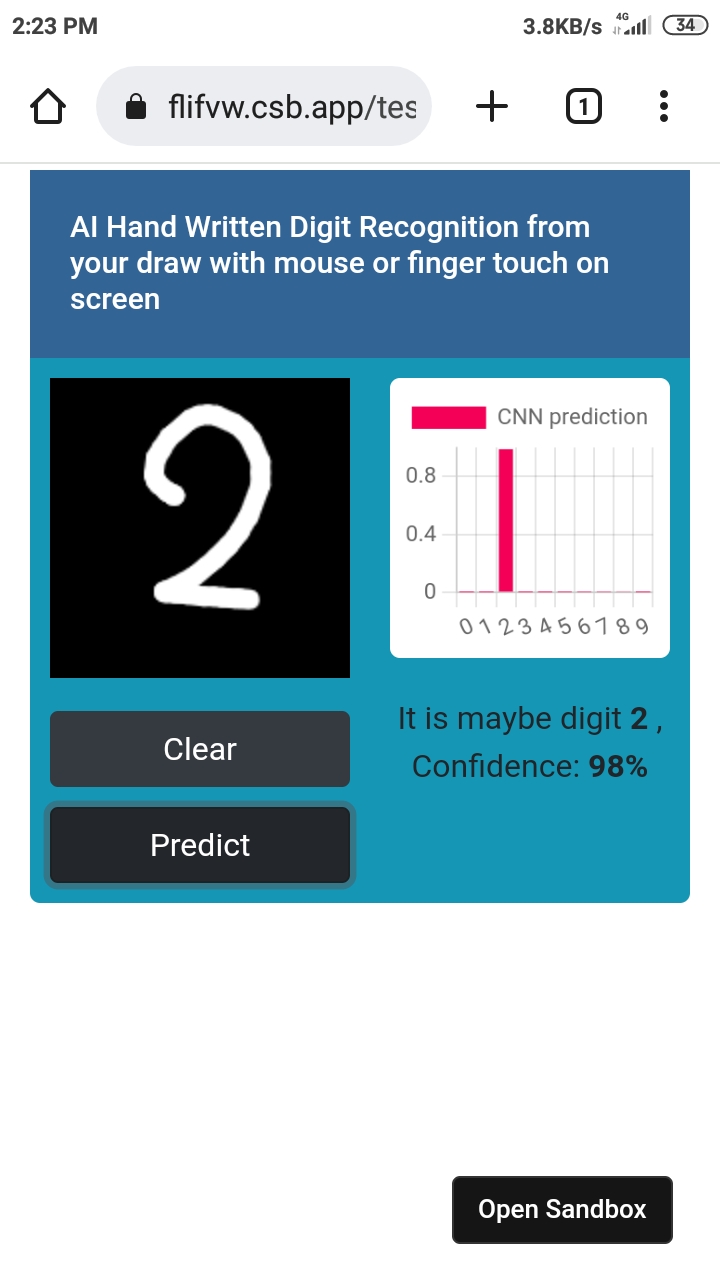 2:23 PM 3.8KB/s 4G 34
flifvw.csb.app/tes 1
AI Hand Written Digit Recognition from
your draw with mouse or finger touch on
screen
2
CNN prediction
0.8
0.4
0
0 1 2 3 4 5 6 7 8 9
It is maybe digit 2 ,
Confidence: 98%
Clear
Predict
Open Sandbox